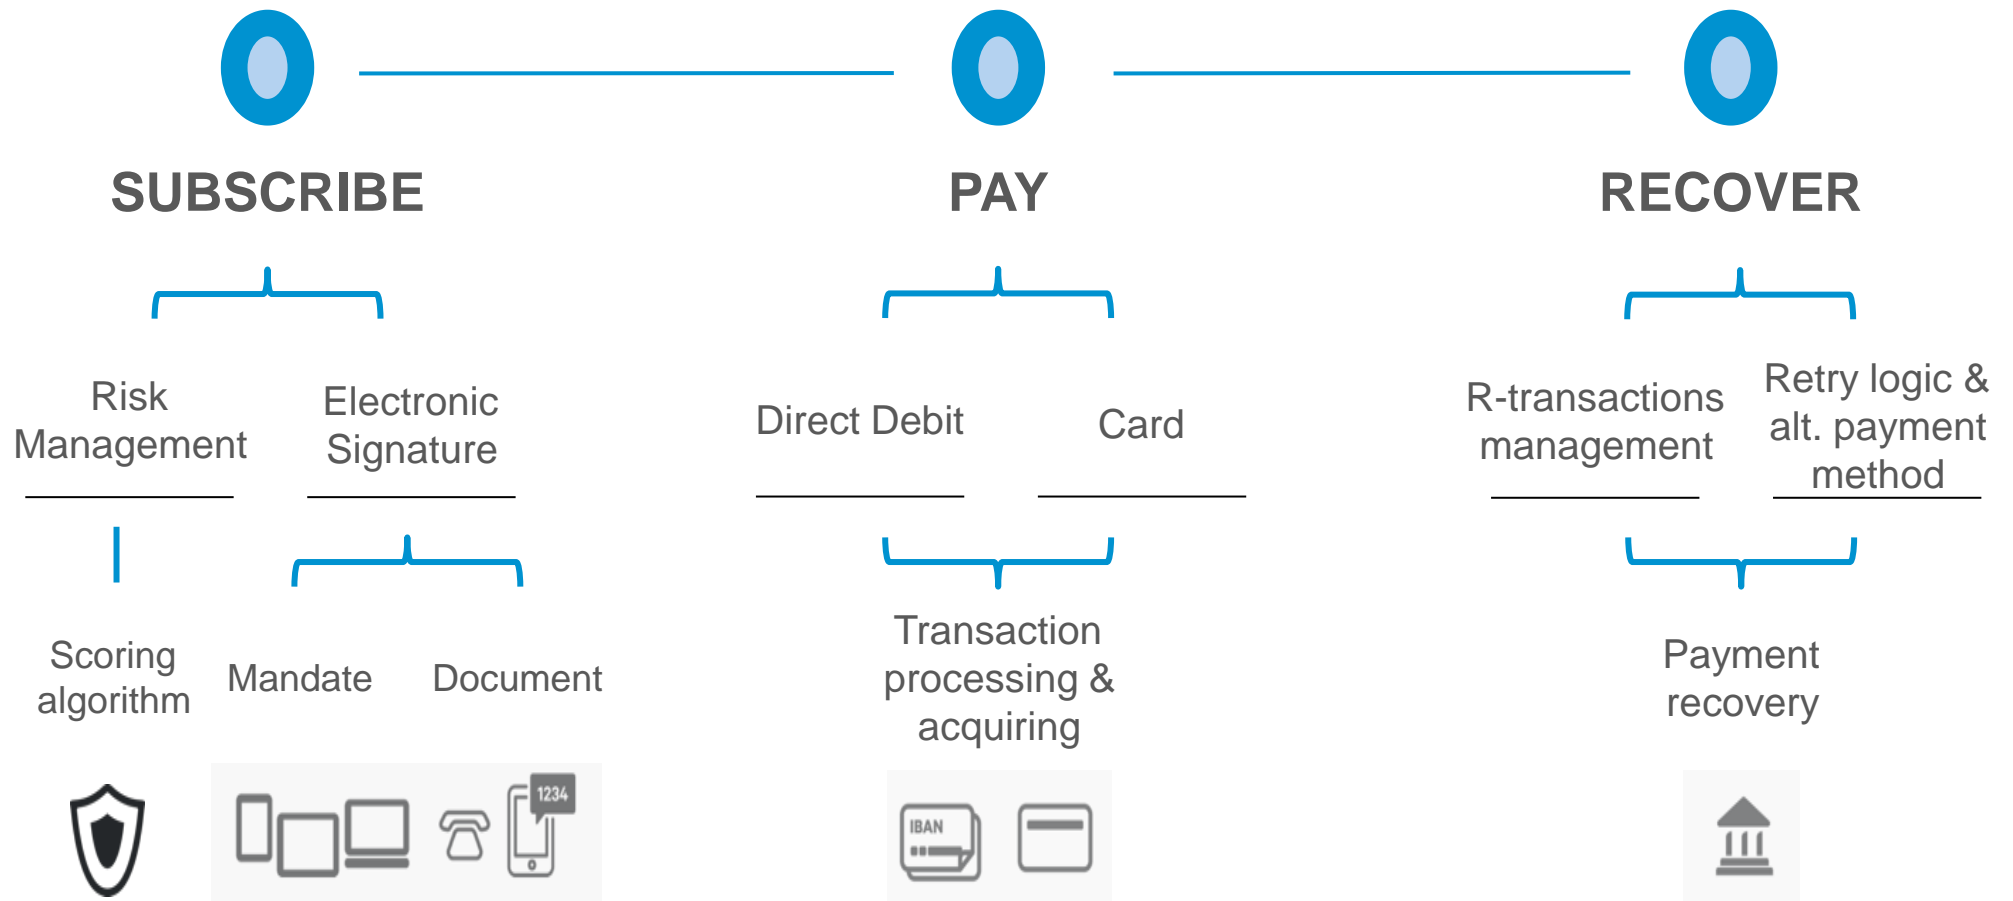 SUBSCRIBE
PAY
RECOVER
Risk
Management
Electronic
Signature
Direct Debit
Card
R-transactions
management
Retry logic &
alt. payment
method
Scoring
algorithm
Mandate
Document
Transaction
processing &
acquiring
Payment
recovery
1234
IBAN